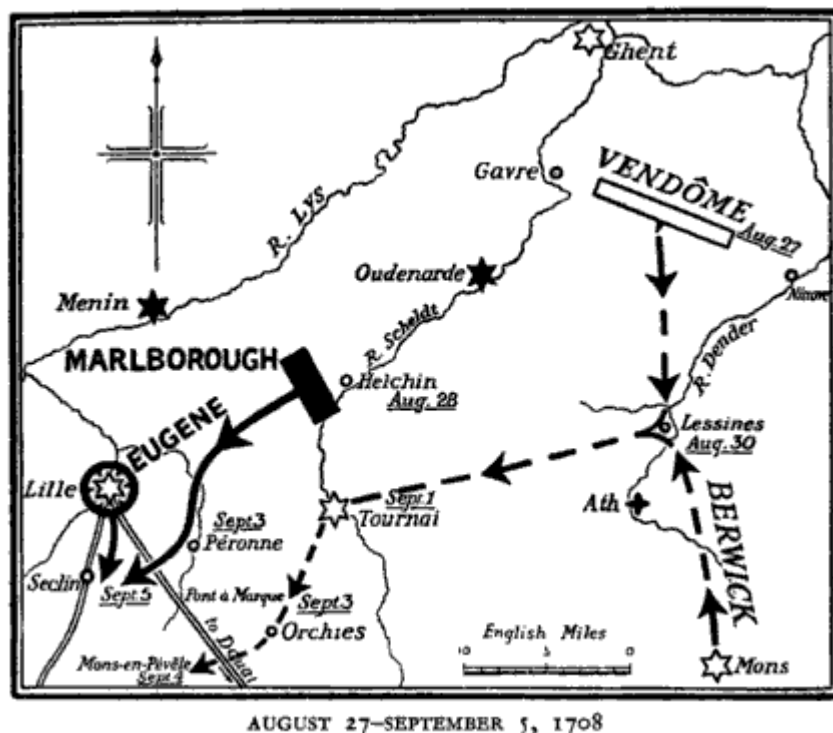 Ghent
Gavre
VENDÔME
Aug. 27
R. Lys
Oudenarde
Menin
R. Scheldt
R. Dender
MARLBOROUGH
Helchin
Aug. 28
EUGENE
Lessines
Aug. 30
Lille
Sept. 1
Tournai
Ath
BERWICK
Sept. 3
Péronne
Seclin
Sept. 5
Pont à Marque
Sept. 3
to Douai
Orchies
English Miles
10 5 0
Mons-en-Pévèle
Sept. 4
Mons
AUGUST 27–SEPTEMBER 5, 1708